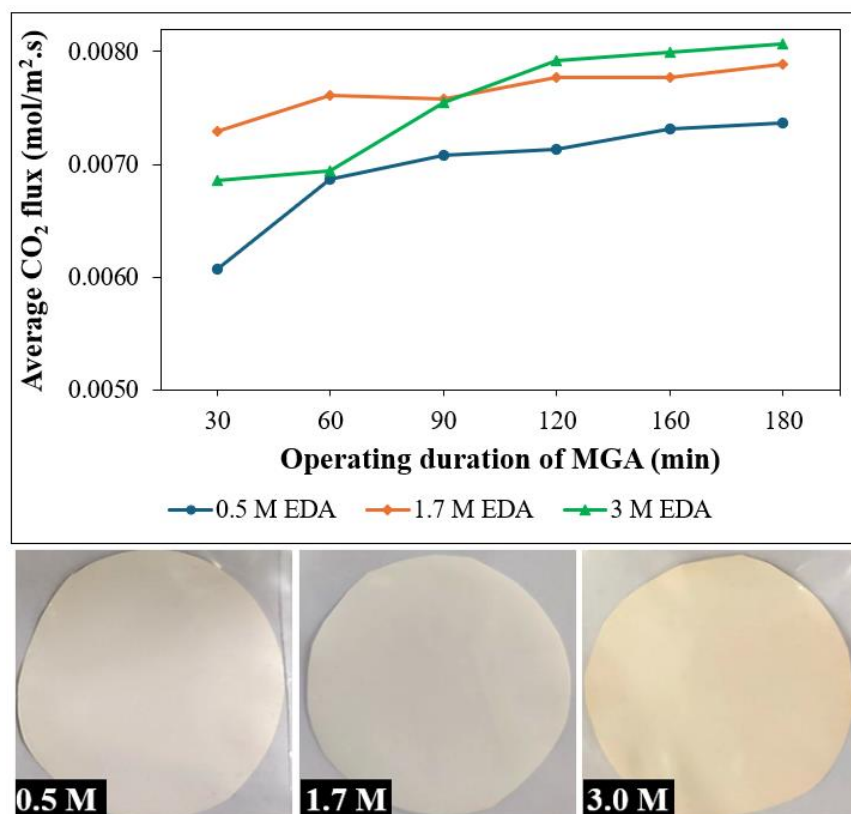 0.0080
0.0070
0.0060
0.0050
Average CO₂ flux (mol/m².s)
30 60 90 120 160 180
Operating duration of MGA (min)
0.5 M EDA 1.7 M EDA 3 M EDA
0.5 M 1.7 M 3.0 M